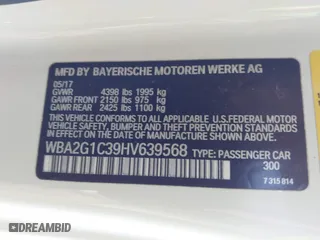 MFD BY BAYERISCHE MOTOREN WERKE AG
05/17
GVWR 4398 lbs 1995 kg
GAWR FRONT 2150 lbs 975 kg
GAWR REAR 2425 lbs 1100 kg
THIS VEHICLE CONFORMS TO ALL APPLICABLE U.S.FEDERAL MOTOR
VEHICLE SAFETY, BUMPER, AND THEFT PREVENTION STANDARDS
IN EFFECT ON THE DATE OF MANUFACTURE SHOWN ABOVE.
WBA2G1C39HV639568 TYPE: PASSENGER CAR
300
7 315 814
DCARFAX.WIN